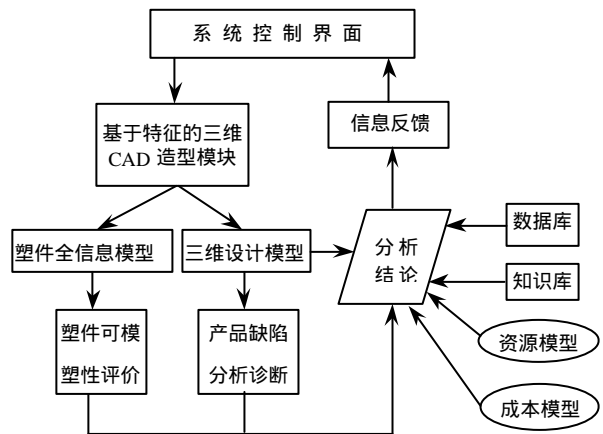 系统控制界面
基于特征的三维
CAD 造型模块
信息反馈
塑件全信息模型
三维设计模型
分析
结论
数据库
知识库
资源模型
成本模型
塑件可模
塑性评价
产品缺陷
分析诊断